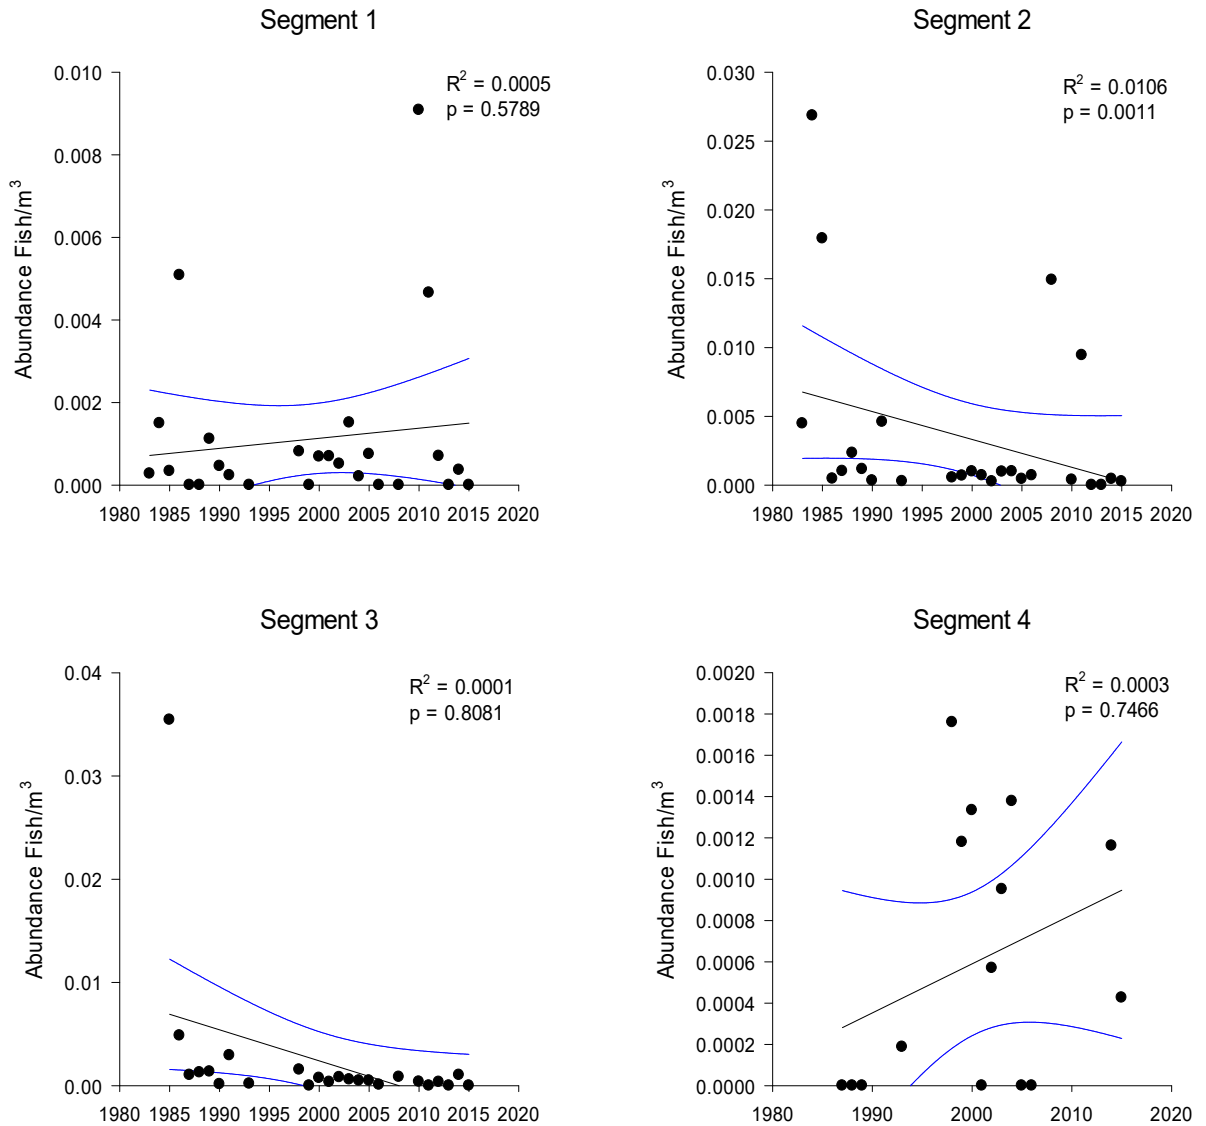 Segment 1
R² = 0.0005
p = 0.5789
Abundance Fish/m³
0.010
0.008
0.006
0.004
0.002
0.000
1980 1985 1990 1995 2000 2005 2010 2015 2020
Segment 2
R² = 0.0106
p = 0.0011
Abundance Fish/m³
0.030
0.025
0.020
0.015
0.010
0.005
0.000
1980 1985 1990 1995 2000 2005 2010 2015 2020
Segment 3
R² = 0.0001
p = 0.8081
Abundance Fish/m³
0.04
0.03
0.02
0.01
0.00
1980 1985 1990 1995 2000 2005 2010 2015 2020
Segment 4
R² = 0.0003
p = 0.7466
Abundance Fish/m³
0.0020
0.0018
0.0016
0.0014
0.0012
0.0010
0.0008
0.0006
0.0004
0.0002
0.0000
1980 1990 2000 2010 2020